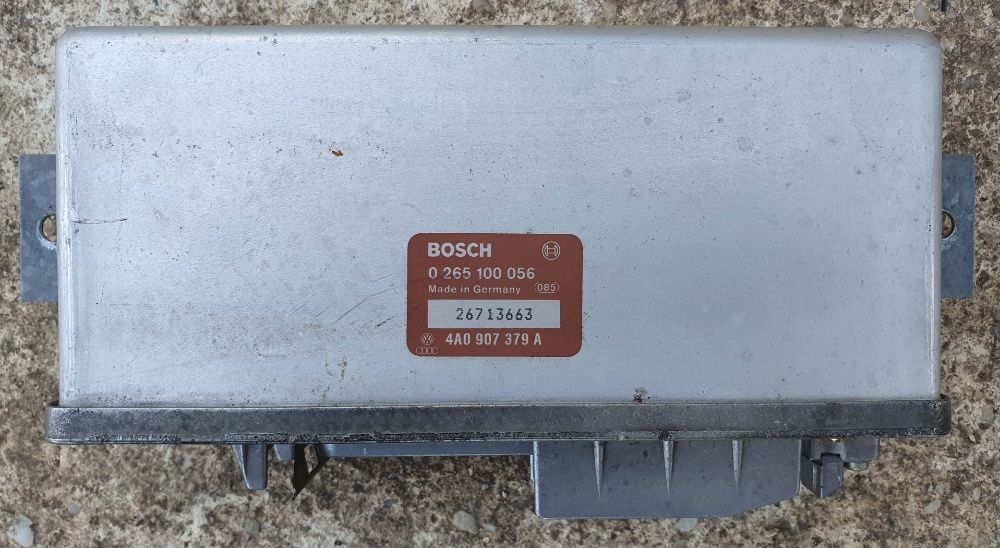 BOSCH
0 265 100 056
Made in Germany 085
26713663
4A0 907 379 A